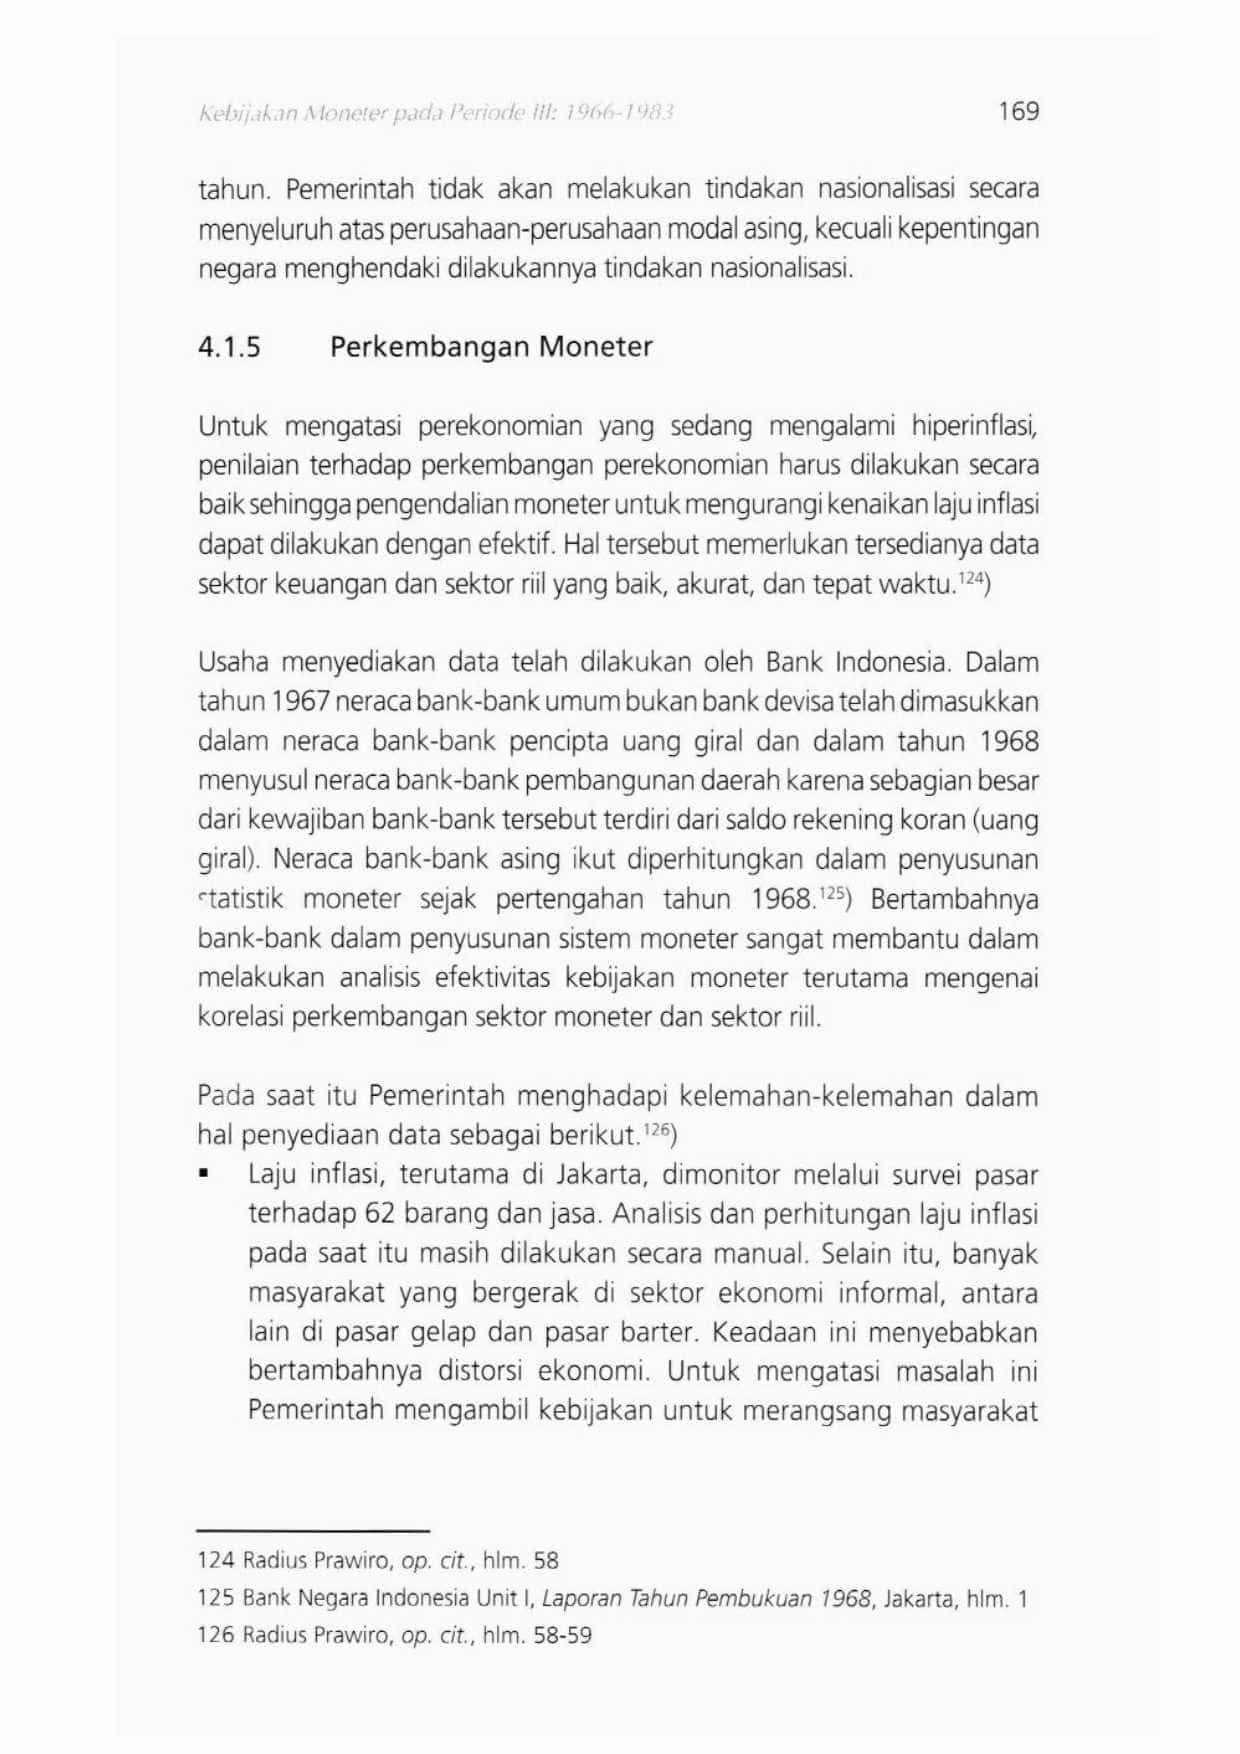 Kebijakan Moneter pada Periode III: 1966-1983 169
tahun. Pemerintah tidak akan melakukan tindakan nasionalisasi secara
menyeluruh atas perusahaan-perusahaan modal asing, kecuali kepentingan
negara menghendaki dilakukannya tindakan nasionalisasi.
4.1.5 Perkembangan Moneter
Untuk mengatasi perekonomian yang sedang mengalami hiperinflasi,
penilaian terhadap perkembangan perekonomian harus dilakukan secara
baik sehingga pengendalian moneter untuk mengurangi kenaikan laju inflasi
dapat dilakukan dengan efektif. Hal tersebut memerlukan tersedianya data
sektor keuangan dan sektor riil yang baik, akurat, dan tepat waktu.124)
Usaha menyediakan data telah dilakukan oleh Bank Indonesia. Dalam
tahun 1967 neraca bank-bank umum bukan bank devisa telah dimasukkan
dalam neraca bank-bank pencipta uang giral dan dalam tahun 1968
menyusul neraca bank-bank pembangunan daerah karena sebagian besar
dari kewajiban bank-bank tersebut terdiri dari saldo rekening koran (uang
giral). Neraca bank-bank asing ikut diperhitungkan dalam penyusunan
statistik moneter sejak pertengahan tahun 1968.125) Bertambahnya
bank-bank dalam penyusunan sistem moneter sangat membantu dalam
melakukan analisis efektivitas kebijakan moneter terutama mengenai
korelasi perkembangan sektor moneter dan sektor riil.
Pada saat itu Pemerintah menghadapi kelemahan-kelemahan dalam
hal penyediaan data sebagai berikut.126)
▪ Laju inflasi, terutama di Jakarta, dimonitor melalui survei pasar
terhadap 62 barang dan jasa. Analisis dan perhitungan laju inflasi
pada saat itu masih dilakukan secara manual. Selain itu, banyak
masyarakat yang bergerak di sektor ekonomi informal, antara
lain di pasar gelap dan pasar barter. Keadaan ini menyebabkan
bertambahnya distorsi ekonomi. Untuk mengatasi masalah ini
Pemerintah mengambil kebijakan untuk merangsang masyarakat
124 Radius Prawiro, op. cit., hlm. 58
125 Bank Negara Indonesia Unit I, Laporan Tahun Pembukuan 1968, Jakarta, hlm. 1
126 Radius Prawiro, op. cit., hlm. 58-59